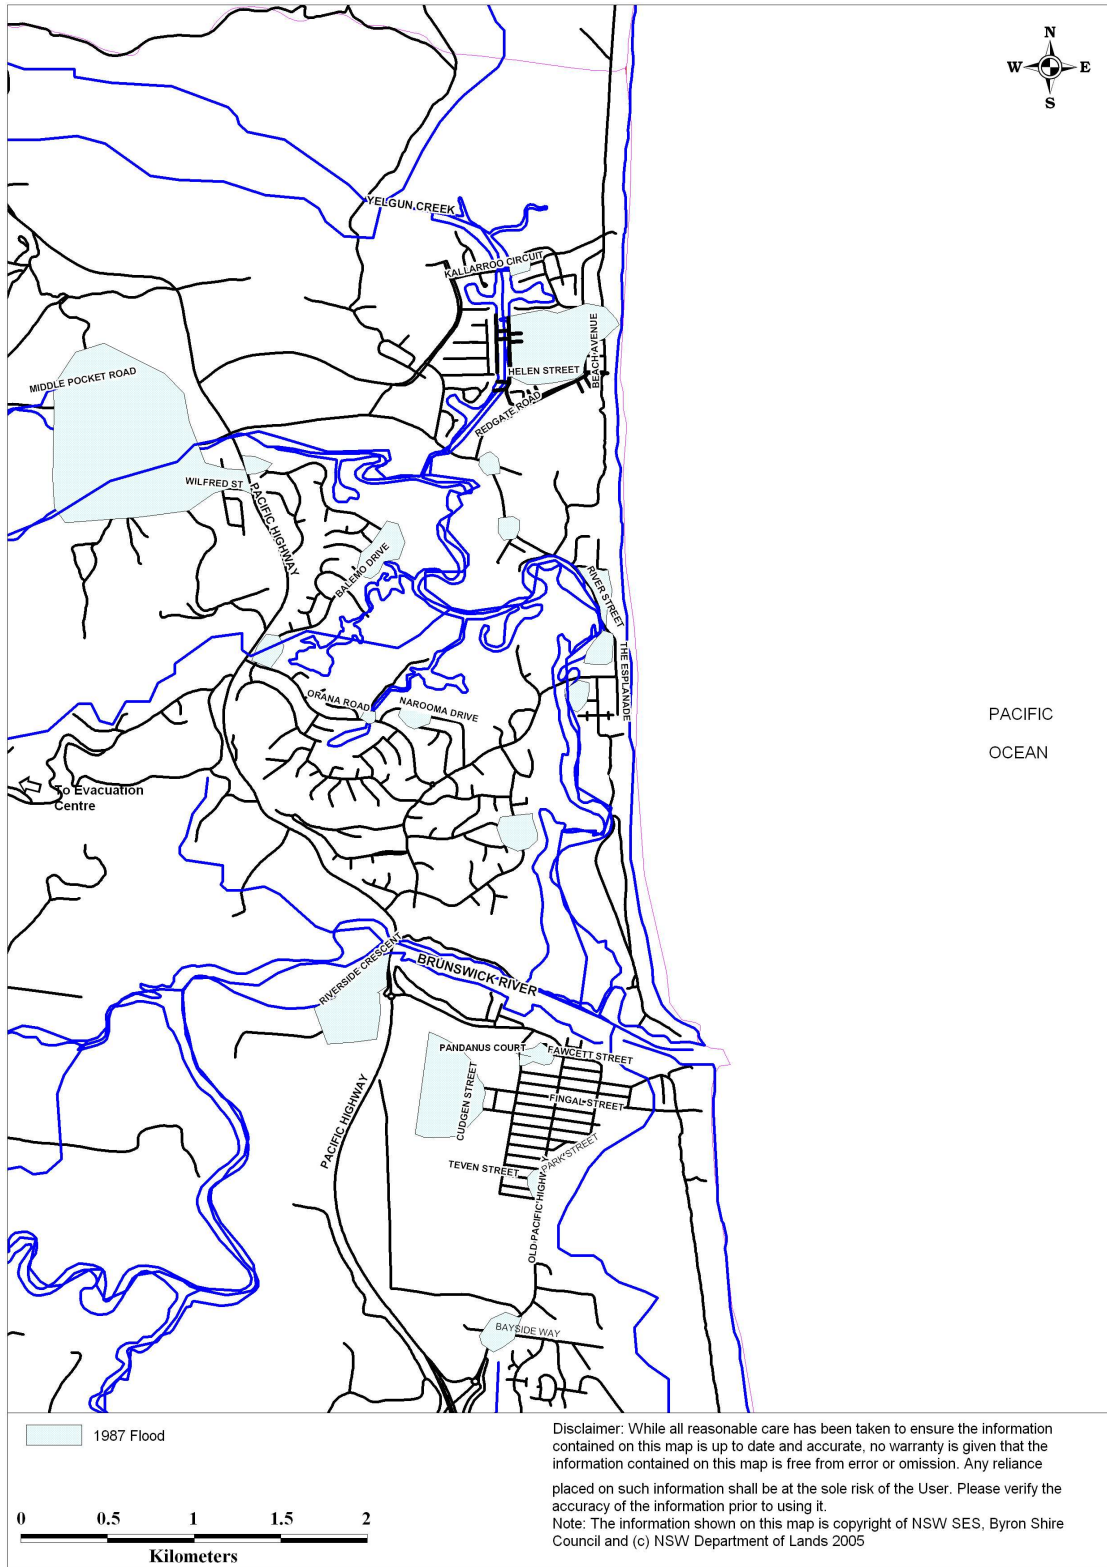 N
W E
S
YELGUN CREEK
KALLARROO CIRCUIT
BEACH AVENUE
MIDDLE POCKET ROAD
HELEN STREET
REDGATE ROAD
WILFRED ST
PACIFIC HIGHWAY
BALEMO DRIVE
RIVER STREET
THE ESPLANADE
ORANA ROAD
NAROOMA DRIVE
PACIFIC
OCEAN
To Evacuation
Centre
RIVERSIDE CRESCENT
BRUNSWICK RIVER
PANDANUS COURT
FAWCETT STREET
CUDGEN STREET
FINGAL STREET
PACIFIC HIGHWAY
PARK STREET
TEVEN STREET
OLD PACIFIC HIGHWAY
BAYSIDE WAY
1987 Flood
Disclaimer: While all reasonable care has been taken to ensure the information
contained on this map is up to date and accurate, no warranty is given that the
information contained on this map is free from error or omission. Any reliance
placed on such information shall be at the sole risk of the User. Please verify the
accuracy of the information prior to using it.
Note: The information shown on this map is copyright of NSW SES, Byron Shire
Council and (c) NSW Department of Lands 2005
0 0.5 1 1.5 2
Kilometers